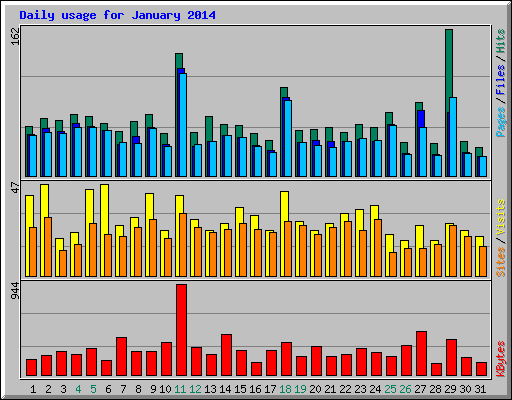 Daily usage for January 2014
162
Pages / Files / Hits
47
Sites / Visits
944
KBytes
1 2 3 4 5 6 7 8 9 10 11 12 13 14 15 16 17 18 19 20 21 22 23 24 25 26 27 28 29 30 31